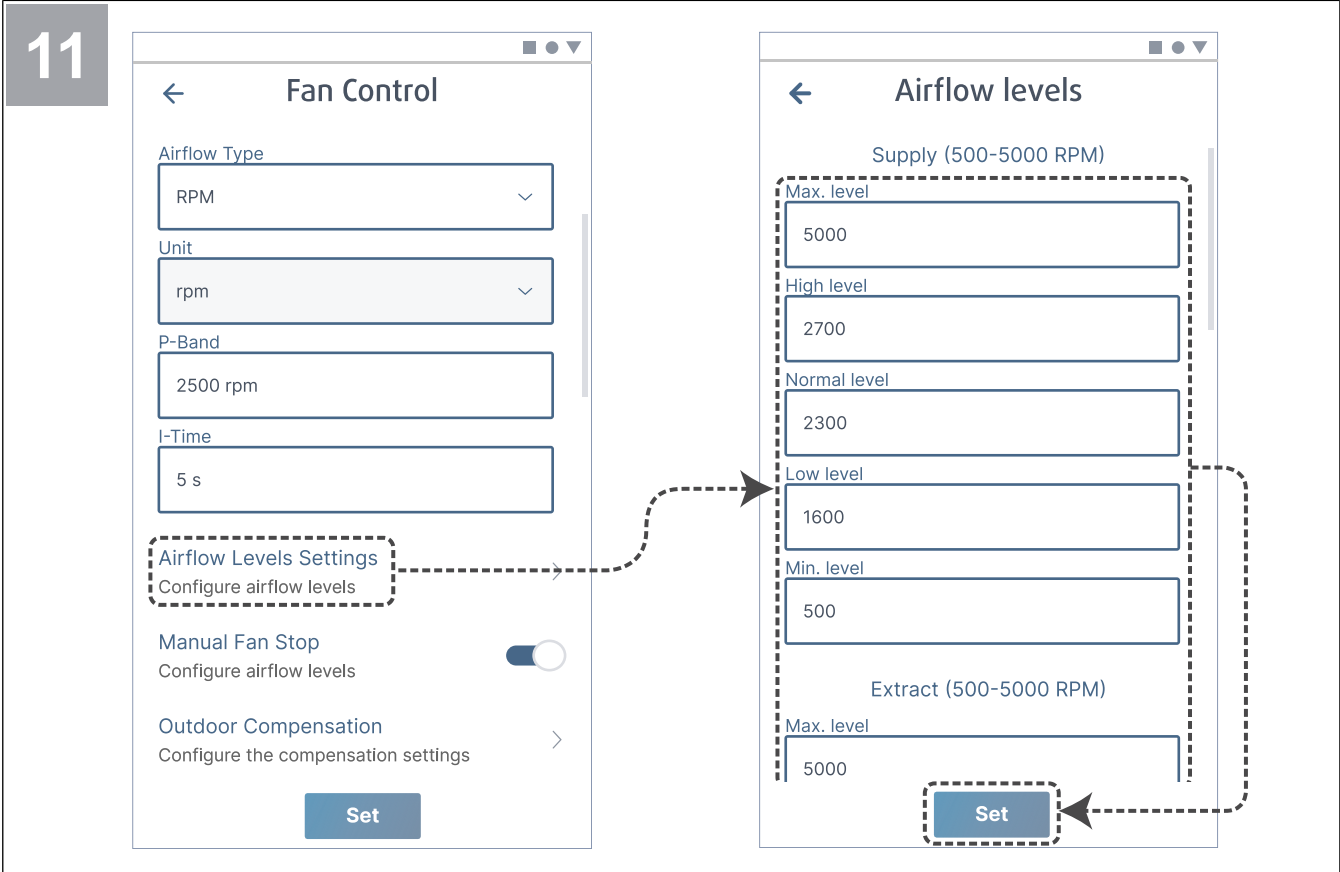 11
Fan Control
Airflow Type
RPM
Unit
rpm
P-Band
2500 rpm
I-Time
5 s
Airflow Levels Settings
Configure airflow levels
Manual Fan Stop
Configure airflow levels
Outdoor Compensation
Configure the compensation settings
Set
Airflow levels
Supply (500-5000 RPM)
Max. level
5000
High level
2700
Normal level
2300
Low level
1600
Min. level
500
Extract (500-5000 RPM)
Max. level
5000
Set